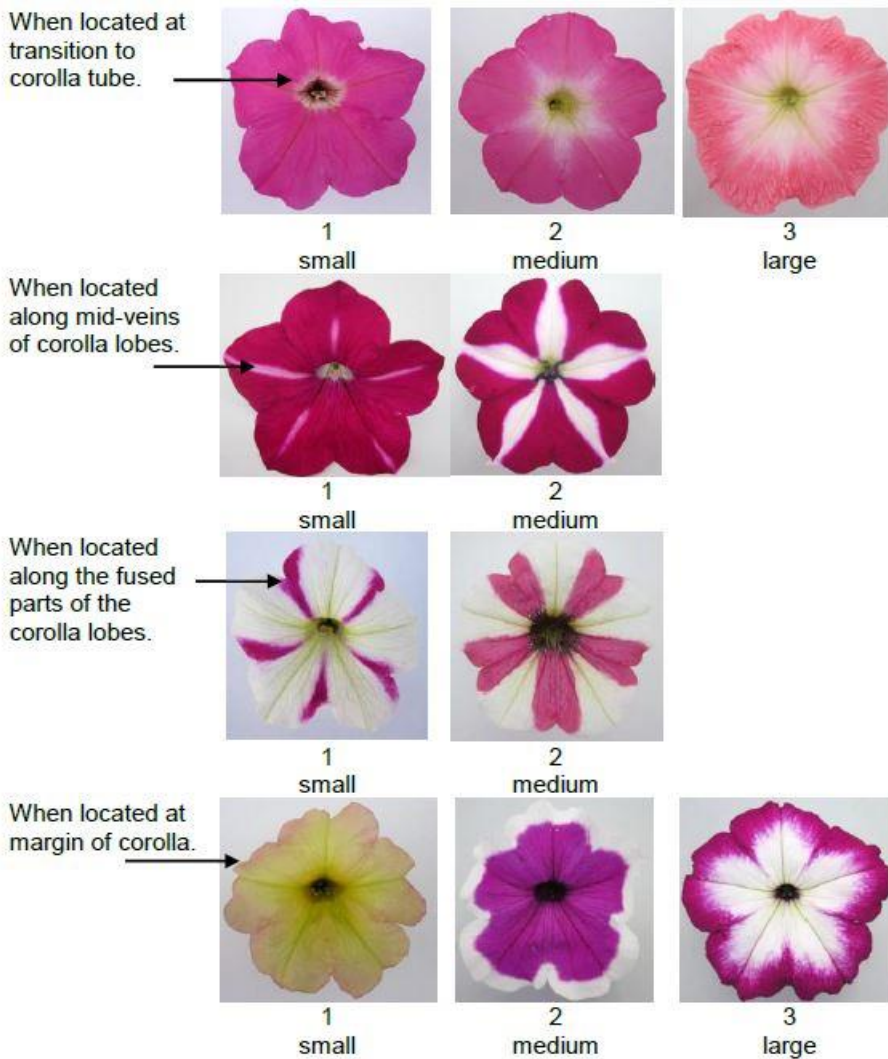 When located at
transition to
corolla tube.
1
small
2
medium
3
large
When located
along mid-veins
of corolla lobes.
1
small
2
medium
When located
along the fused
parts of the
corolla lobes.
1
small
2
medium
When located at
margin of corolla.
1
small
2
medium
3
large